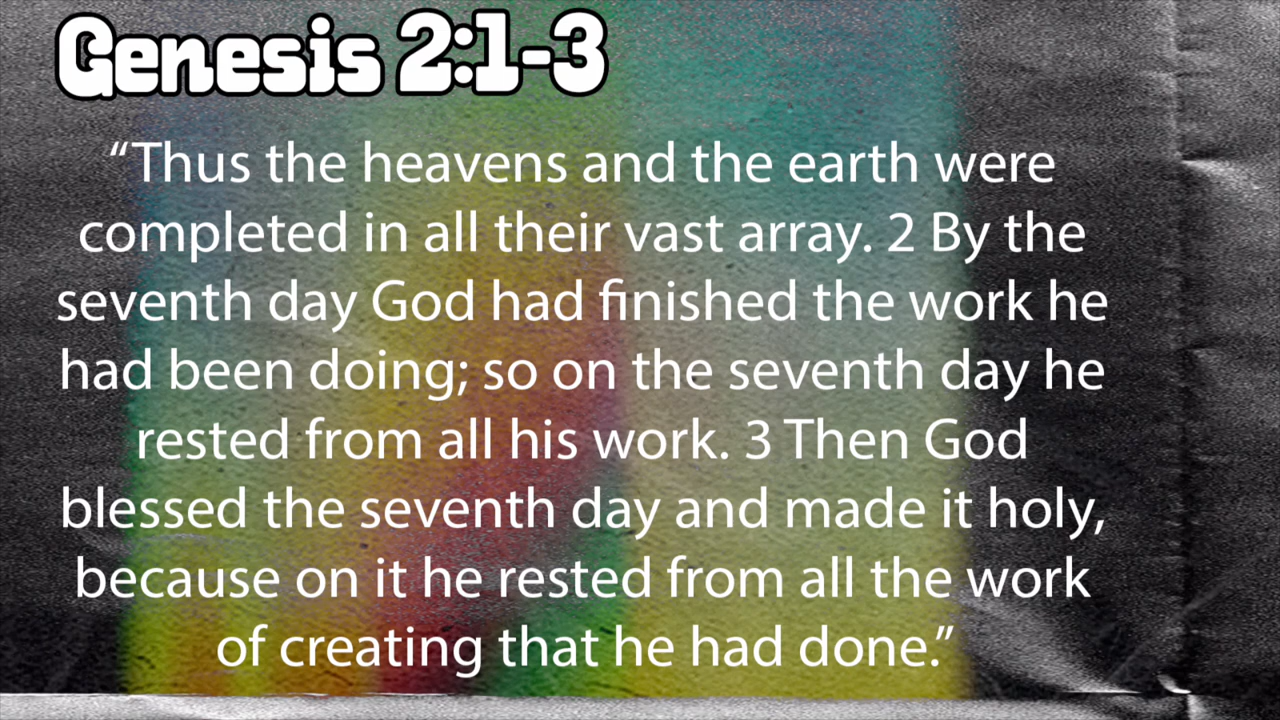 Genesis 2:1-3
“Thus the heavens and the earth were
completed in all their vast array. 2 By the
seventh day God had finished the work he
had been doing; so on the seventh day he
rested from all his work. 3 Then God
blessed the seventh day and made it holy,
because on it he rested from all the work
of creating that he had done.”